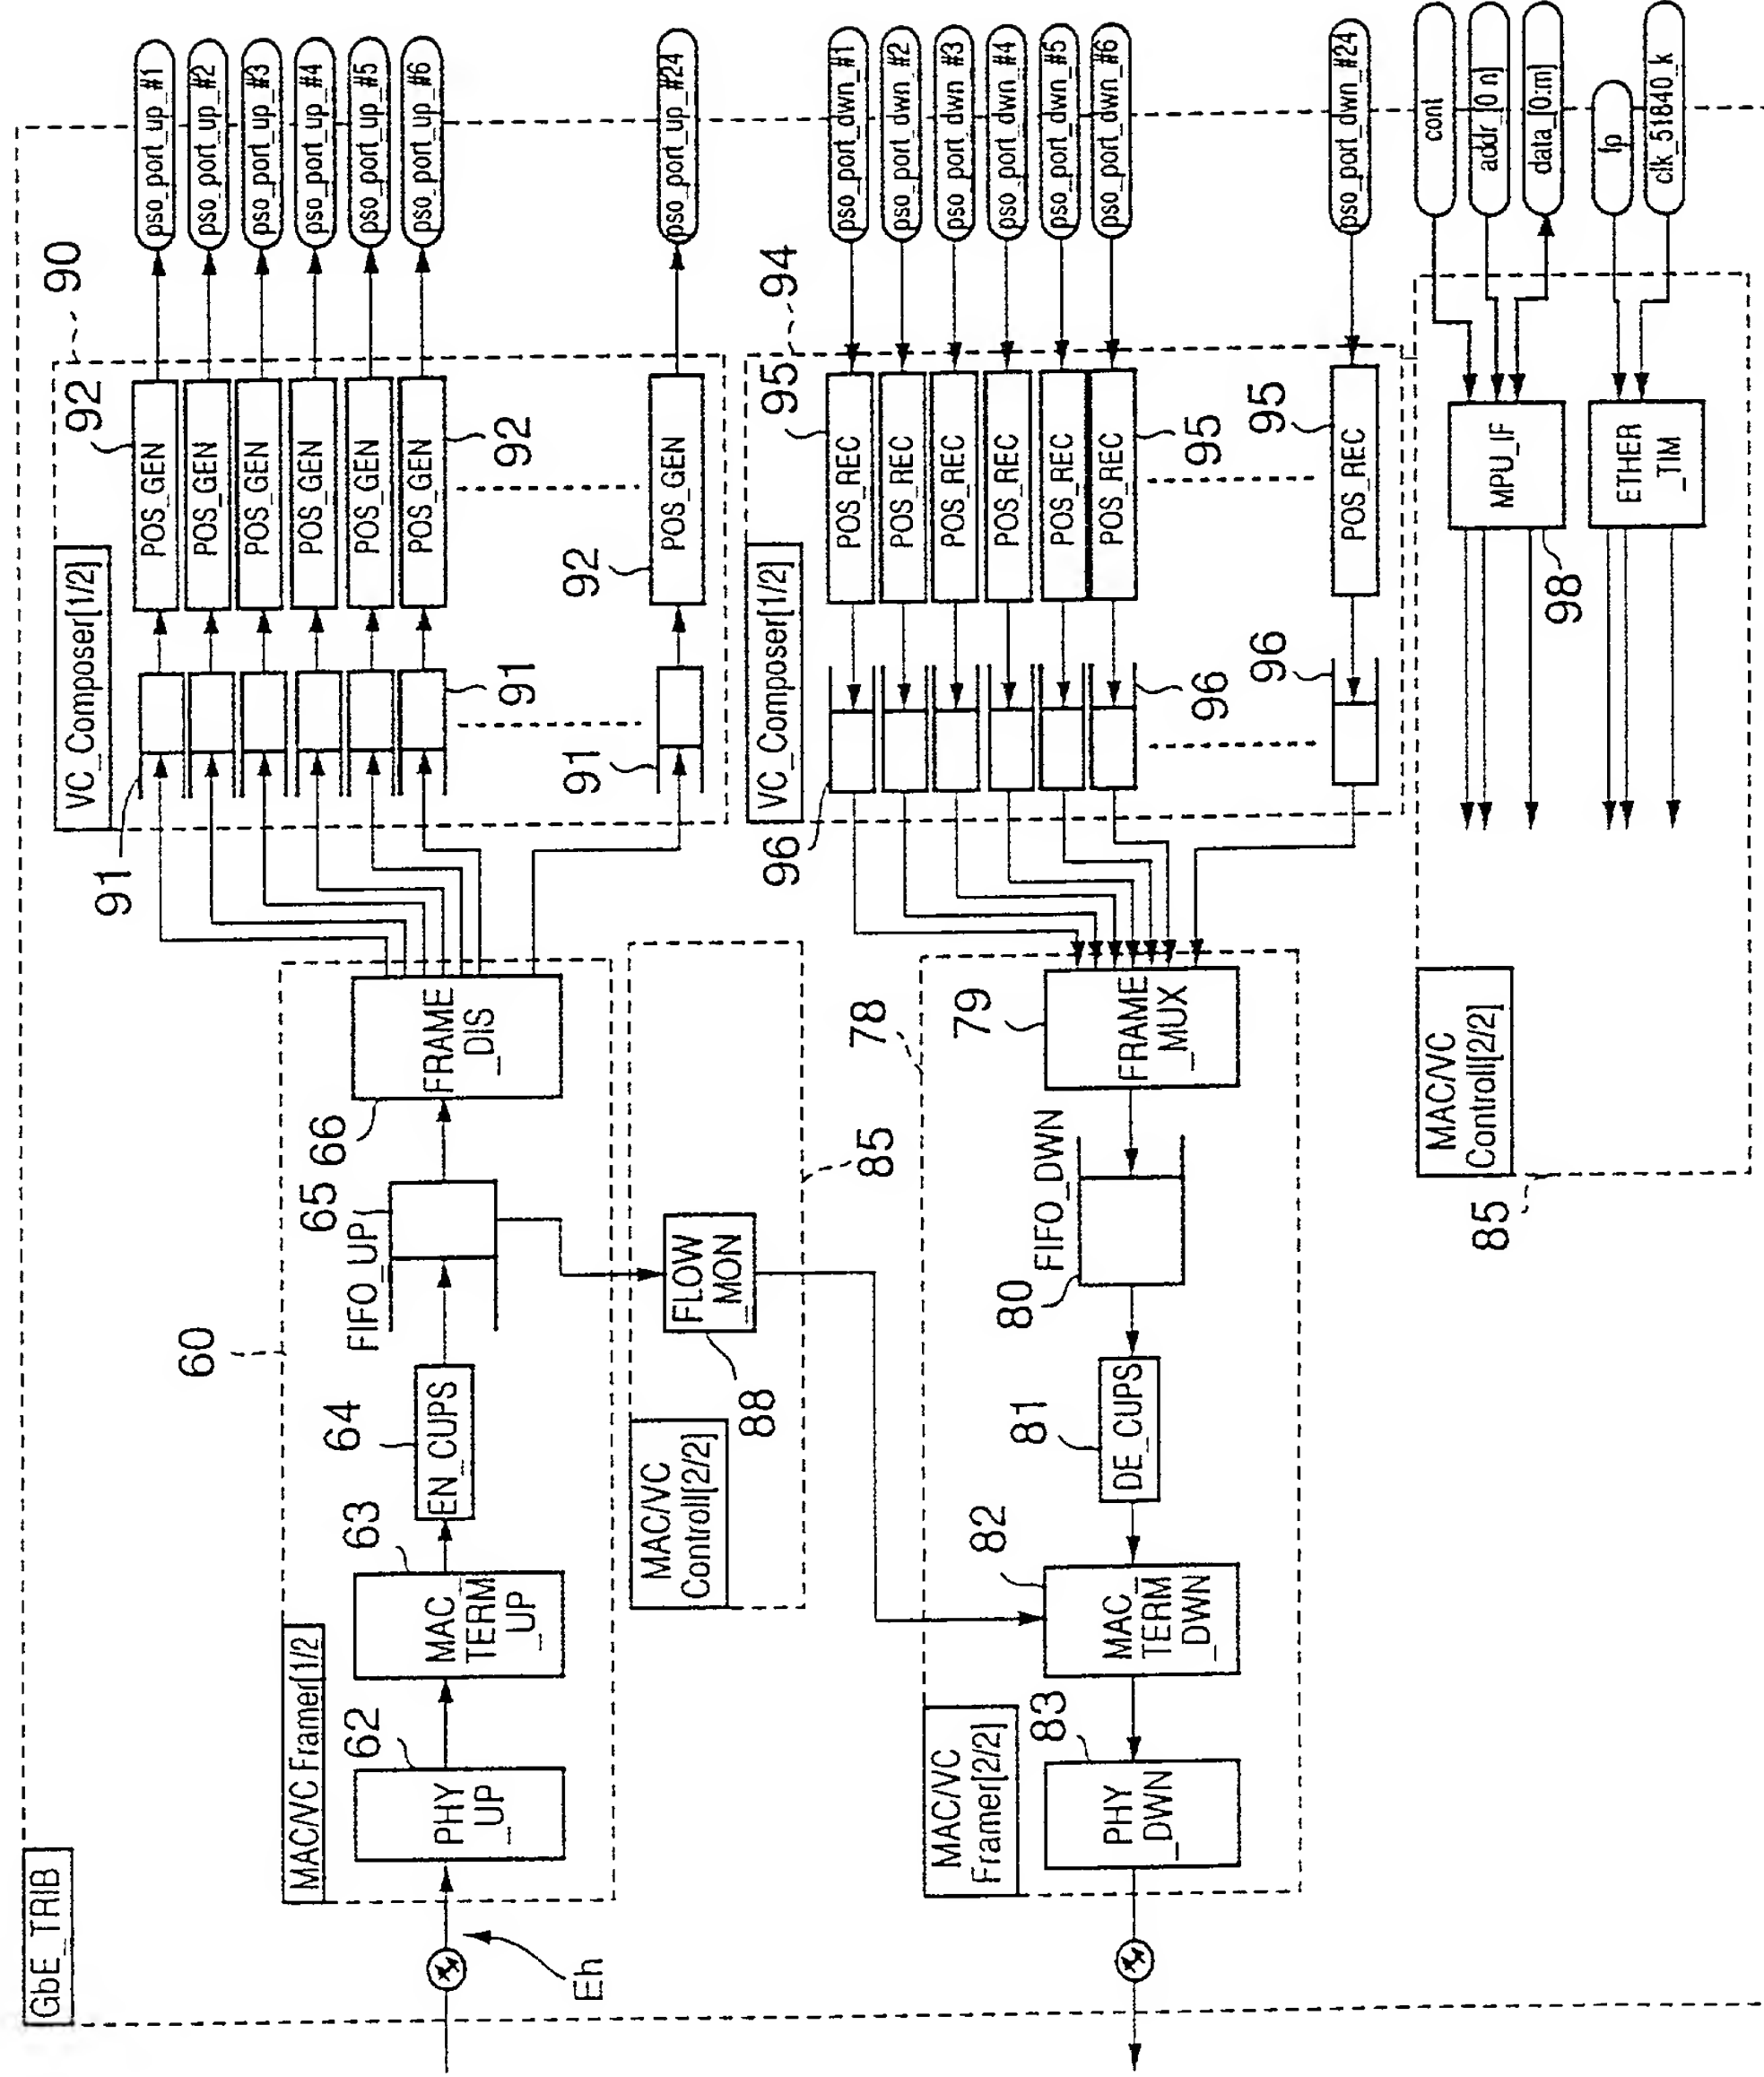 GbE_TRIB
Eh
MAC/VC Framer[1/2
60
PHY
_UP
62
MAC_
TERM
_UP
63
EN_CUPS
64
FIFO_UP
65
FRAME
_DIS
66
VC_Composer[1/2]
90
91
91
91
POS_GEN
POS_GEN
POS_GEN
POS_GEN
POS_GEN
POS_GEN
POS_GEN
92
92
92
pso_port_up_#1
pso_port_up_#2
pso_port_up_#3
pso_port_up_#4
pso_port_up_#5
pso_port_up_#6
pso_port_up_#24
MAC/VC
Controll[2/2]
85
FLOW
_MON
88
VC_Composer[1/2]
94
95
95
95
POS_REC
POS_REC
POS_REC
POS_REC
POS_REC
POS_REC
POS_REC
96
96
96
pso_port_dwn_#1
pso_port_dwn_#2
pso_port_dwn_#3
pso_port_dwn_#4
pso_port_dwn_#5
pso_port_dwn_#6
pso_port_dwn_#24
MAC/VC
Framer[2/2]
78
FRAME
_MUX
79
FIFO_DWN
80
DE_CUPS
81
MAC_
TERM
_DWN
82
PHY
_DWN
83
MAC/VC
Controll[2/2]
85
MPU_IF
98
ETHER
_TIM
cont
addr_[0 n]
data_[0:m]
fp
clk_51840_k